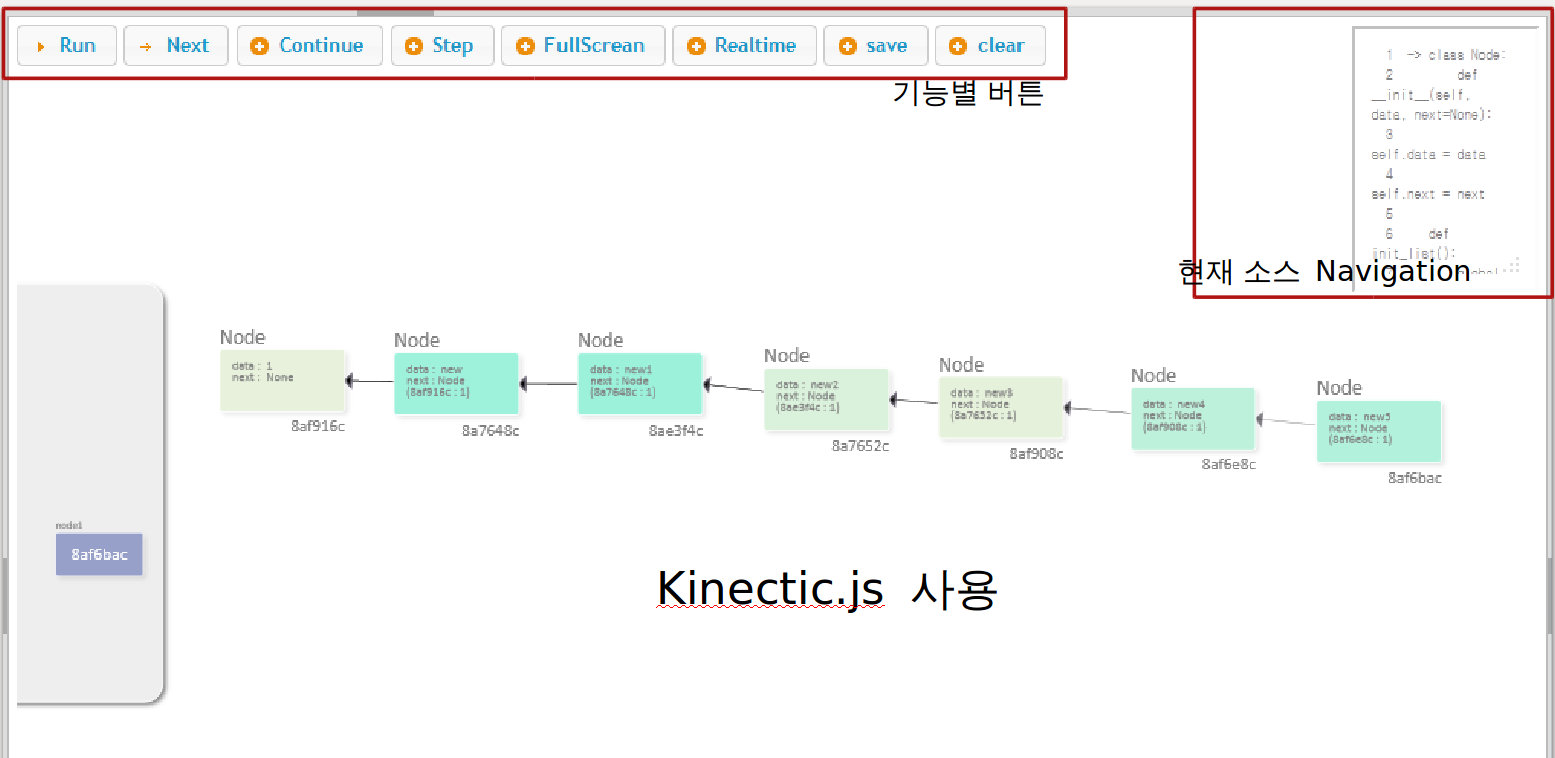 Run Next Continue Step FullScrean Realtime save clear
기능별 버튼
1 -> class Node:
2 def
__init__(self,
data, next=None):
3
self.data = data
4
self.next = next
5
6 def
init_list():
현재 소스 Navigation
Node
data : 1
next : None
8af916c
Node
data : new
next : Node
(8af916c : 1)
8a7648c
Node
data : new1
next : Node
(8a7648c : 1)
8ae3f4c
Node
data : new2
next : Node
(8ae3f4c : 1)
8a7652c
Node
data : new3
next : Node
(8a7652c : 1)
8af908c
Node
data : new4
next : Node
(8af908c : 1)
8af6e8c
Node
data : new5
next : Node
(8af6e8c : 1)
8af6bac
node1
8af6bac
Kinectic.js 사용